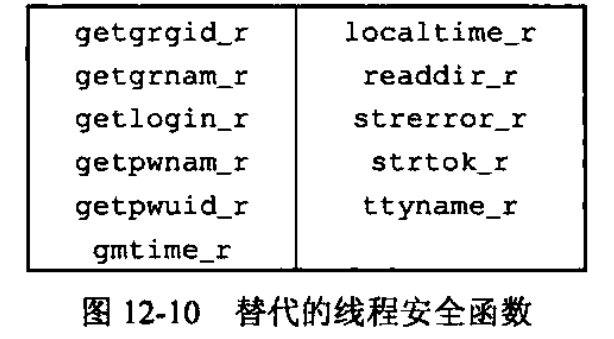 getgrgid_r localtime_r
getgrnam_r readdir_r
getlogin_r strerror_r
getpwnam_r strtok_r
getpwuid_r ttyname_r
gmtime_r
图 12-10 替代的线程安全函数